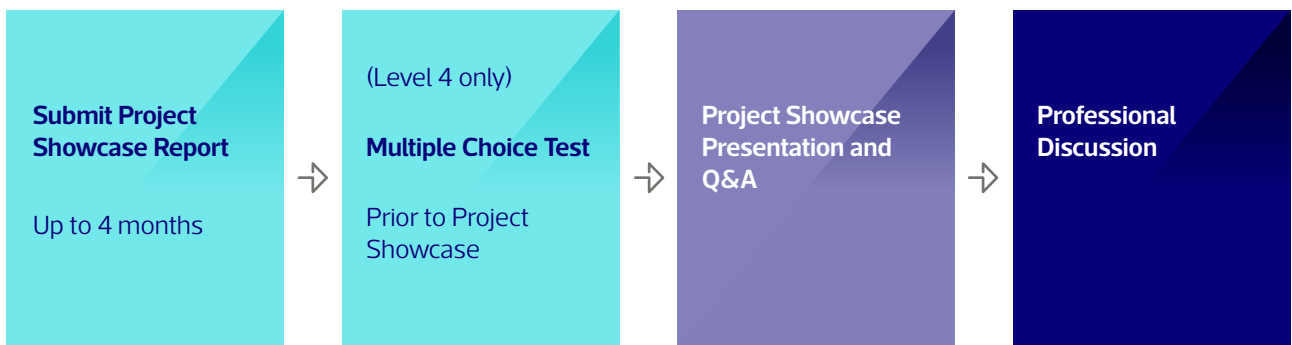 Submit Project
Showcase Report
Up to 4 months
(Level 4 only)
Multiple Choice Test
Prior to Project
Showcase
Project Showcase
Presentation and
Q&A
Professional
Discussion